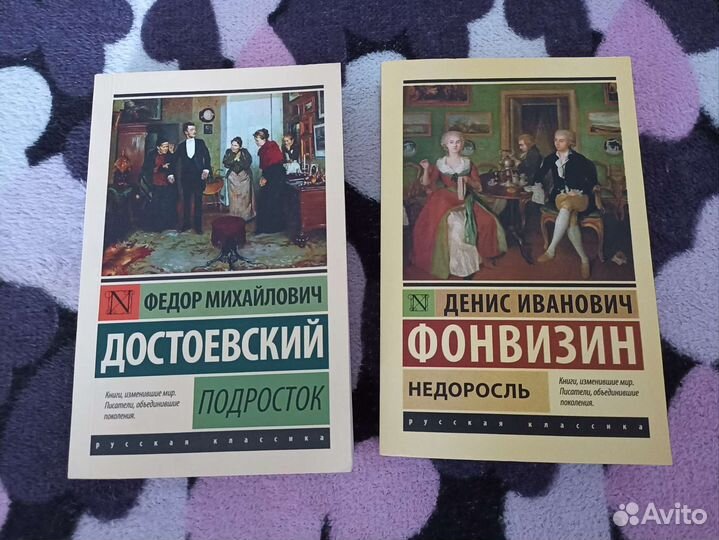 N
ФЕДОР МИХАЙЛОВИЧ
ДОСТОЕВСКИЙ
Книги, изменившие мир.
Писатели, объединившие
поколения.
ПОДРОСТОК
русская классика
N
ДЕНИС ИВАНОВИЧ
ФОНВИЗИН
НЕДОРОСЛЬ
Книги, изменившие мир.
Писатели, объединившие
поколения.
русская классика
Avito